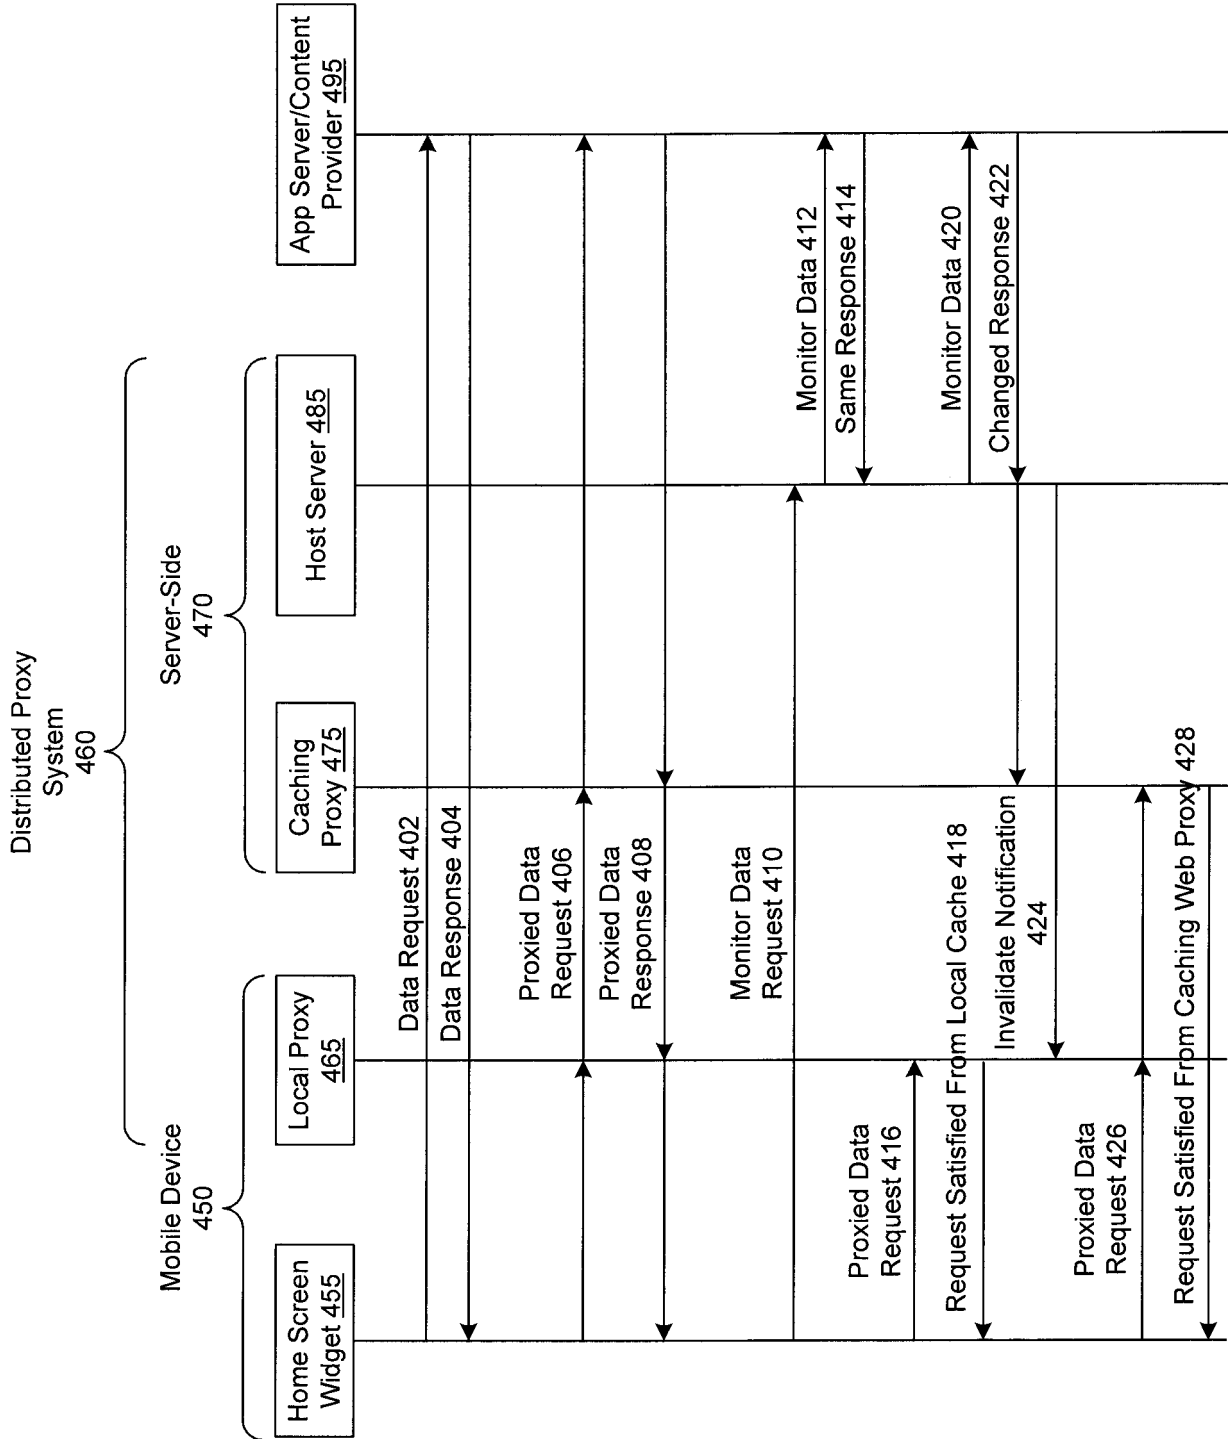 Distributed Proxy
System
460
Mobile Device
450
Server-Side
470
Home Screen
Widget 455
Local Proxy
465
Caching
Proxy 475
Host Server 485
App Server/Content
Provider 495
Data Request 402
Data Response 404
Proxied Data
Request 406
Proxied Data
Response 408
Monitor Data
Request 410
Monitor Data 412
Same Response 414
Proxied Data
Request 416
Request Satisfied From Local Cache 418
Monitor Data 420
Changed Response 422
Invalidate Notification
424
Proxied Data
Request 426
Request Satisfied From Caching Web Proxy 428